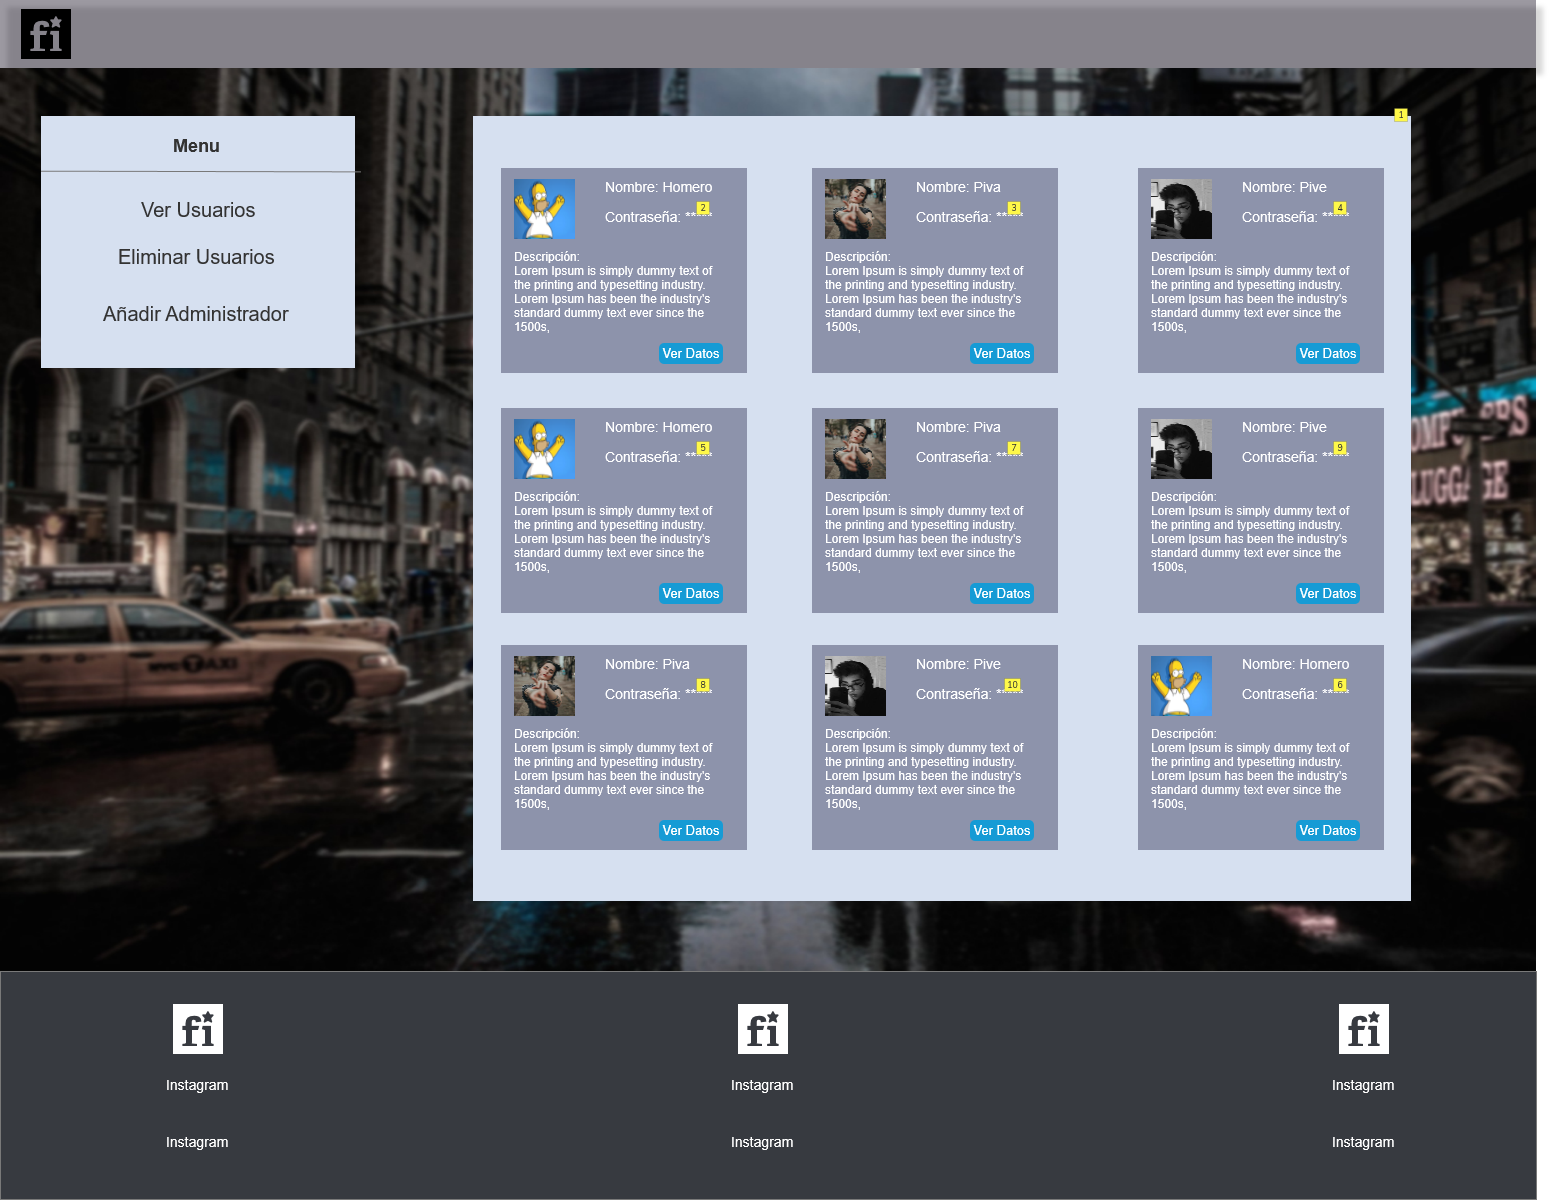 fi
Menu
Ver Usuarios
Eliminar Usuarios
Añadir Administrador
1
Nombre: Homero
2
Contraseña: *****
Descripción:
Lorem Ipsum is simply dummy text of
the printing and typesetting industry.
Lorem Ipsum has been the industry's
standard dummy text ever since the
1500s,
Ver Datos
Nombre: Piva
3
Contraseña: *****
Descripción:
Lorem Ipsum is simply dummy text of
the printing and typesetting industry.
Lorem Ipsum has been the industry's
standard dummy text ever since the
1500s,
Ver Datos
Nombre: Pive
4
Contraseña: *****
Descripción:
Lorem Ipsum is simply dummy text of
the printing and typesetting industry.
Lorem Ipsum has been the industry's
standard dummy text ever since the
1500s,
Ver Datos
Nombre: Homero
5
Contraseña: *****
Descripción:
Lorem Ipsum is simply dummy text of
the printing and typesetting industry.
Lorem Ipsum has been the industry's
standard dummy text ever since the
1500s,
Ver Datos
Nombre: Piva
7
Contraseña: *****
Descripción:
Lorem Ipsum is simply dummy text of
the printing and typesetting industry.
Lorem Ipsum has been the industry's
standard dummy text ever since the
1500s,
Ver Datos
Nombre: Pive
9
Contraseña: *****
Descripción:
Lorem Ipsum is simply dummy text of
the printing and typesetting industry.
Lorem Ipsum has been the industry's
standard dummy text ever since the
1500s,
Ver Datos
Nombre: Piva
8
Contraseña: *****
Descripción:
Lorem Ipsum is simply dummy text of
the printing and typesetting industry.
Lorem Ipsum has been the industry's
standard dummy text ever since the
1500s,
Ver Datos
Nombre: Pive
10
Contraseña: *****
Descripción:
Lorem Ipsum is simply dummy text of
the printing and typesetting industry.
Lorem Ipsum has been the industry's
standard dummy text ever since the
1500s,
Ver Datos
Nombre: Homero
6
Contraseña: *****
Descripción:
Lorem Ipsum is simply dummy text of
the printing and typesetting industry.
Lorem Ipsum has been the industry's
standard dummy text ever since the
1500s,
Ver Datos
TAXI
fi
Instagram
Instagram
fi
Instagram
Instagram
fi
Instagram
Instagram